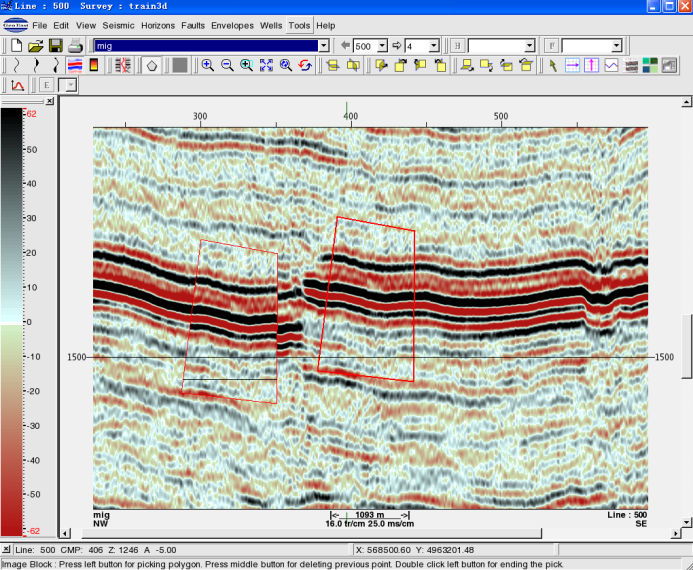 Line : 500 Survey : train3d
File Edit View Seismic Horizons Faults Envelopes Wells Tools Help
mig 500 4 H F
E
300 400 500
62
50
40
30
20
10
0
-10
-20
-30
-40
-50
-62
1500 1500
mig 1093 m Line : 500
NW 16.0 tr/cm 25.0 ms/cm SE
Line: 500 CMP: 406 Z: 1246 A -5.00 X: 568500.60 Y: 4963201.48
Image Block : Press left button for picking polygon. Press middle button for deleting previous point. Double click left button for ending the pick.